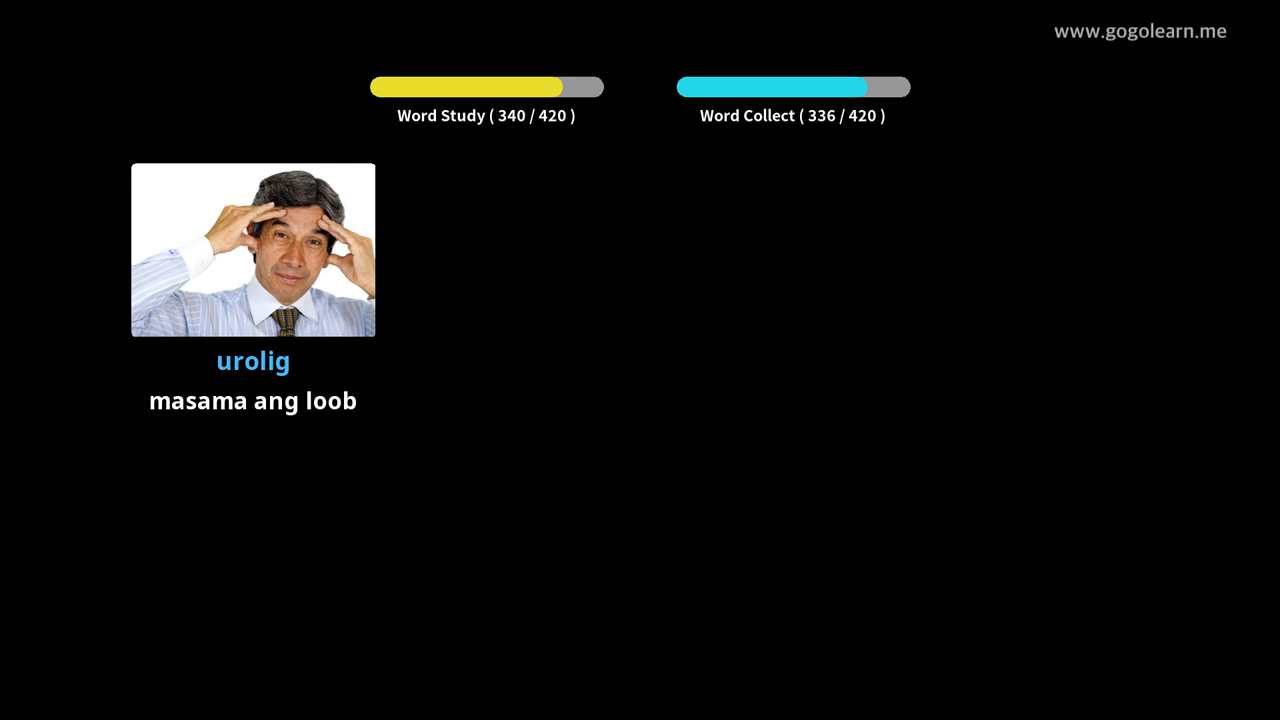 www.gogolearn.me
Word Study ( 340 / 420 )
Word Collect ( 336 / 420 )
urolig
masama ang loob